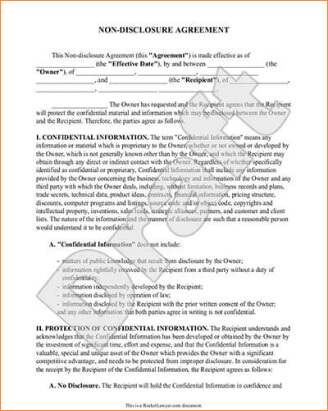 NON-DISCLOSURE AGREEMENT
This Non-disclosure Agreement (this "Agreement") is made effective as of
(the "Effective Date"), by and between
(the
"Owner"), of
,
,
and
(the "Recipient"), of
,
,
. The Owner has requested and the Recipient agrees that the Recipient
will protect the confidential material and information which may be disclosed between the Owner
and the Recipient. Therefore, the parties agree as follows.
I. CONFIDENTIAL INFORMATION. The term "Confidential Information" means any
information or material which is proprietary to the Owner, whether or not owned or developed by
the Owner, which is not generally known other than by the Owner, and which the Recipient may
obtain through any direct or indirect contact with the Owner. Regardless of whether specifically
identified as confidential or proprietary, Confidential Information shall include any information
provided by the Owner concerning the business, technology and information of the Owner and any
third party with which the Owner deals, including, without limitation, business records and plans,
trade secrets, technical data, product ideas, contracts, financial information, pricing structure,
discounts, computer programs and listings, source code and/or object code, copyrights and
intellectual property, inventions, sales leads, strategic alliances, partners, and customer and client
lists. The nature of the information and the manner of disclosure are such that a reasonable person
would understand it to be confidential.
A. "Confidential Information" does not include:
- matters of public knowledge that result from disclosure by the Owner;
- information rightfully received by the Recipient from a third party without a duty of
confidentiality;
- information independently developed by the Recipient;
- information disclosed by operation of law;
- information disclosed by the Recipient with the prior written consent of the Owner;
and any other information that both parties agree in writing is not confidential.
II. PROTECTION OF CONFIDENTIAL INFORMATION. The Recipient understands and
acknowledges that the Confidential Information has been developed or obtained by the Owner by
the investment of significant time, effort and expense, and that the Confidential Information is a
valuable, special and unique asset of the Owner which provides the Owner with a significant
competitive advantage, and needs to be protected from improper disclosure. In consideration for
the receipt by the Recipient of the Confidential Information, the Recipient agrees as follows:
A. No Disclosure. The Recipient will hold the Confidential Information in confidence and
This is a RocketLawyer.com document.
Draft